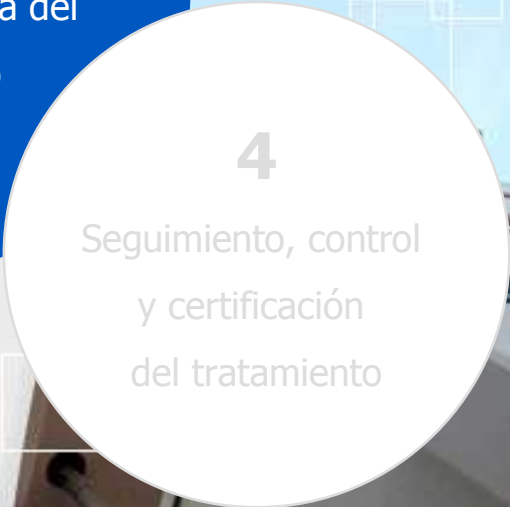 a del
4
Seguimiento, control
y certificación
del tratamiento